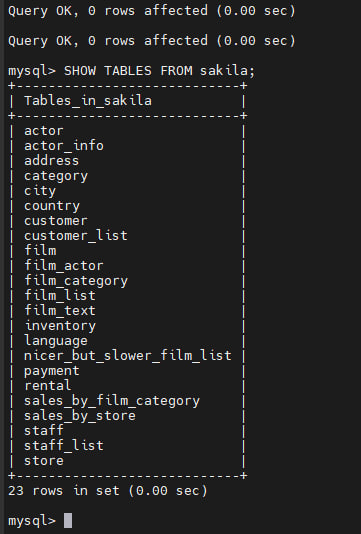 Query OK, 0 rows affected (0.00 sec)
Query OK, 0 rows affected (0.00 sec)
mysql> SHOW TABLES FROM sakila;
+----------------------------+
| Tables_in_sakila           |
+----------------------------+
| actor                      |
| actor_info                 |
| address                    |
| category                   |
| city                       |
| country                    |
| customer                   |
| customer_list              |
| film                       |
| film_actor                 |
| film_category              |
| film_list                  |
| film_text                  |
| inventory                  |
| language                   |
| nicer_but_slower_film_list |
| payment                    |
| rental                     |
| sales_by_film_category     |
| sales_by_store             |
| staff                      |
| staff_list                 |
| store                      |
+----------------------------+
23 rows in set (0.00 sec)
mysql>